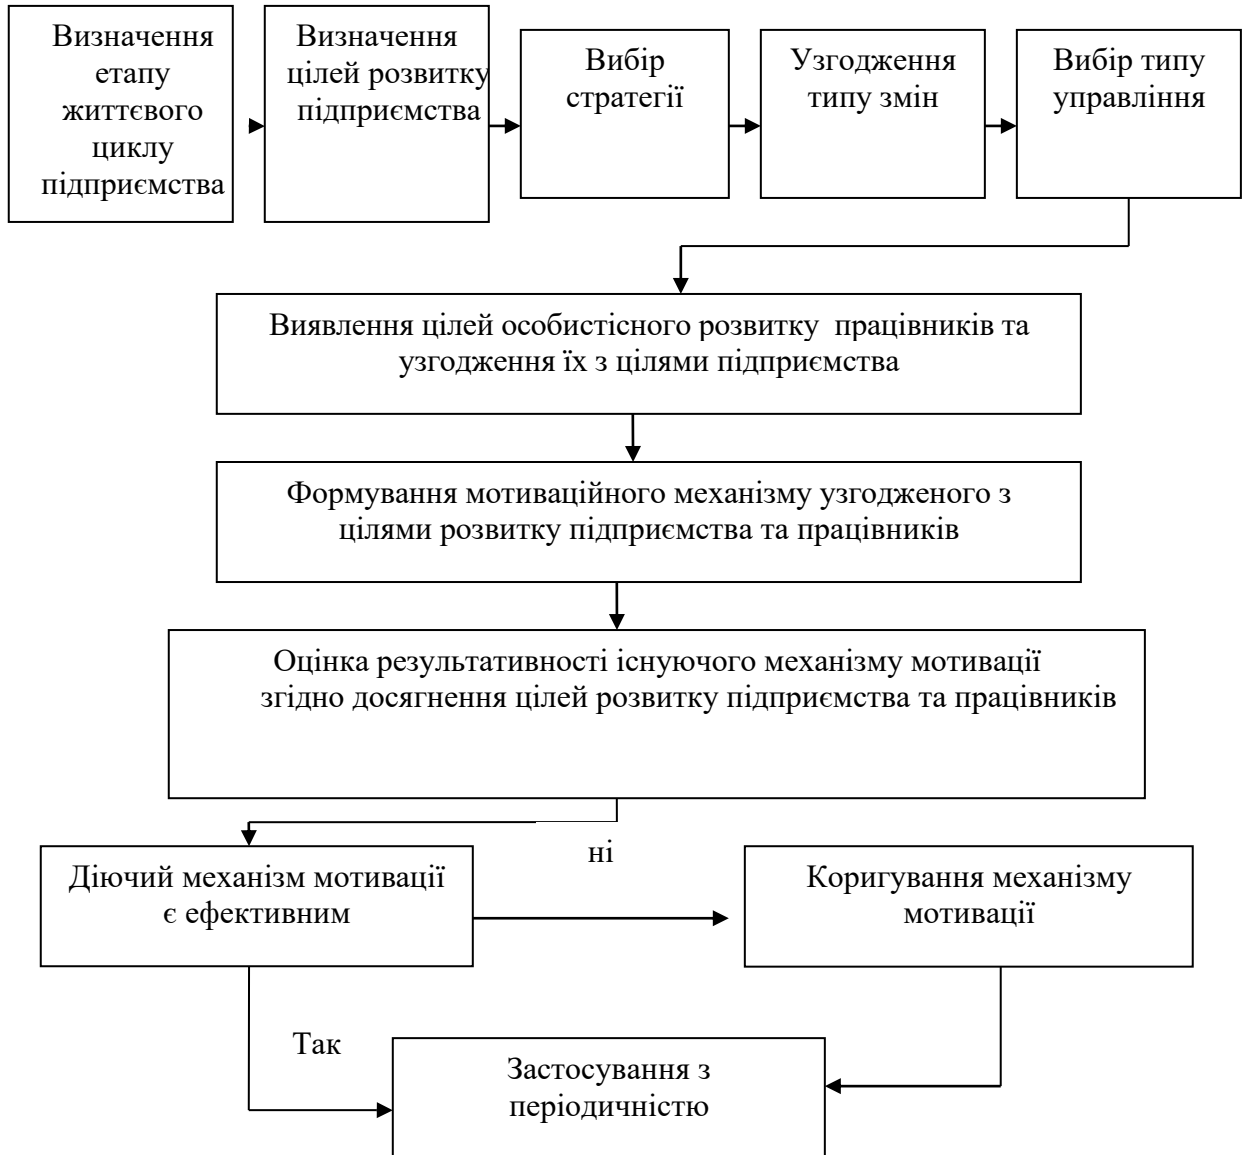 Визначення
етапу
життєвого
циклу
підприємства
Визначення
цілей розвитку
підприємства
Вибір
стратегії
Узгодження
типу змін
Вибір типу
управління
Виявлення цілей особистісного розвитку працівників та
узгодження їх з цілями підприємства
Формування мотиваційного механізму узгодженого з
цілями розвитку підприємства та працівників
Оцінка результативності існуючого механізму мотивації
згідно досягнення цілей розвитку підприємства та працівників
ні
Діючий механізм мотивації
є ефективним
Коригування механізму
мотивації
Так
Застосування з
періодичністю